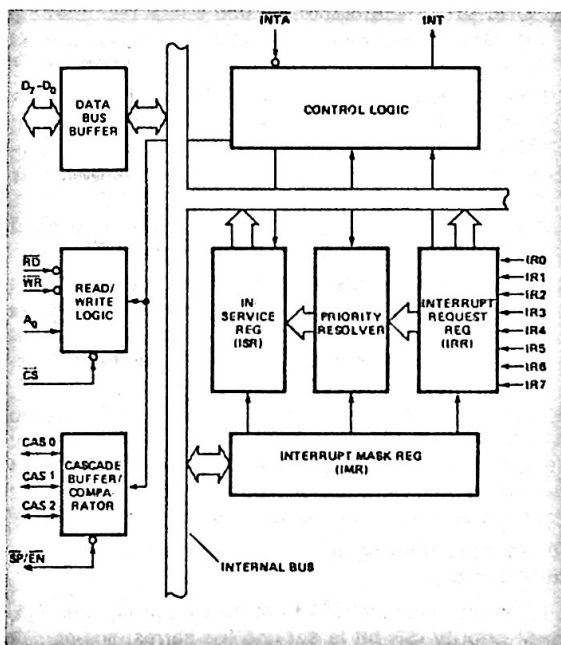 INTA
INT
D7-D0
DATA
BUS
BUFFER
CONTROL LOGIC
RD
WR
A0
CS
READ/
WRITE
LOGIC
IN-
SERVICE
REG
(ISR)
PRIORITY
RESOLVER
INTERRUPT
REQUEST
REG
(IRR)
IR0
IR1
IR2
IR3
IR4
IR5
IR6
IR7
CAS 0
CAS 1
CAS 2
CASCADE
BUFFER/
COMPA-
RATOR
INTERRUPT MASK REG
(IMR)
SP/EN
INTERNAL BUS